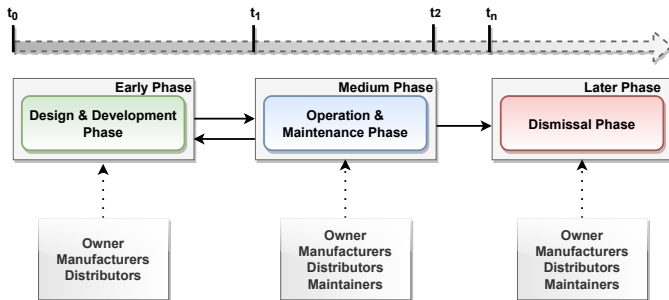 t0 t1 t2 tn
Early Phase Medium Phase Later Phase
Design & Development
Phase
Operation &
Maintenance Phase
Dismissal Phase
Owner
Manufacturers
Distributors
Owner
Manufacturers
Distributors
Maintainers
Owner
Manufacturers
Distributors
Maintainers